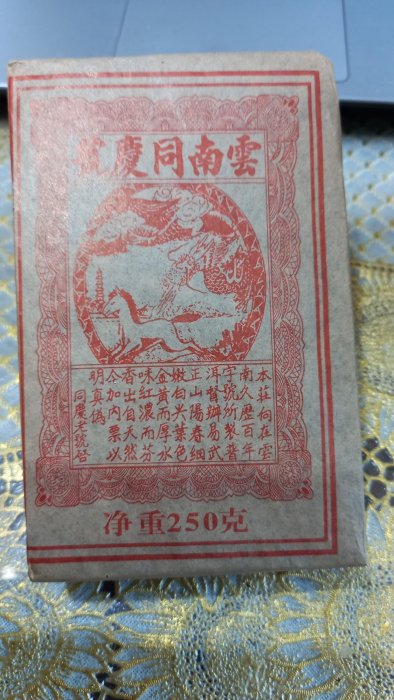 雲南同慶號
本莊向在雲
南久歷百年
字號所製普
洱督辦易武
正山陽春細
嫩白尖葉色
金黃而厚水
味紅濃而芬
香出自天然
今加內票以
明真偽
同慶老號啓
净重250克